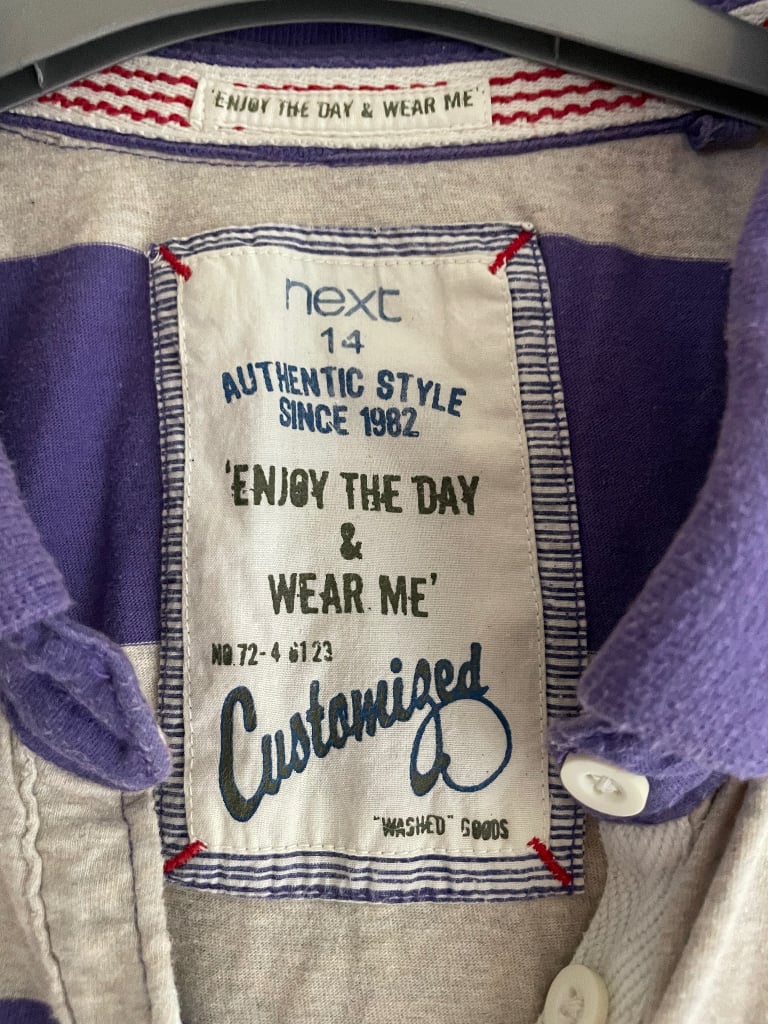 'ENJOY THE DAY & WEAR ME'
next
14
AUTHENTIC STYLE
SINCE 1982
'ENJOY THE DAY
&
WEAR ME'
NO.72-4 6123
Customized
"WASHED" GOODS